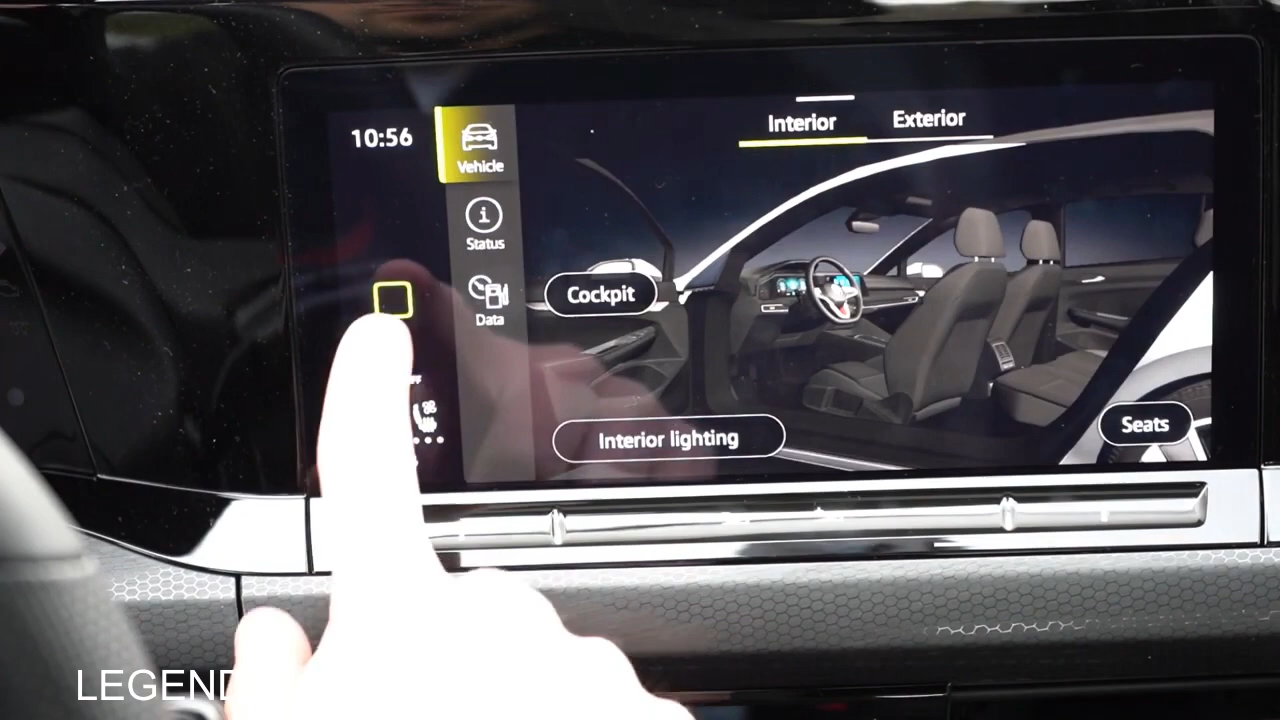 10:56
Vehicle
Status
Data
Interior
Exterior
Cockpit
Interior lighting
Seats
LEGEND